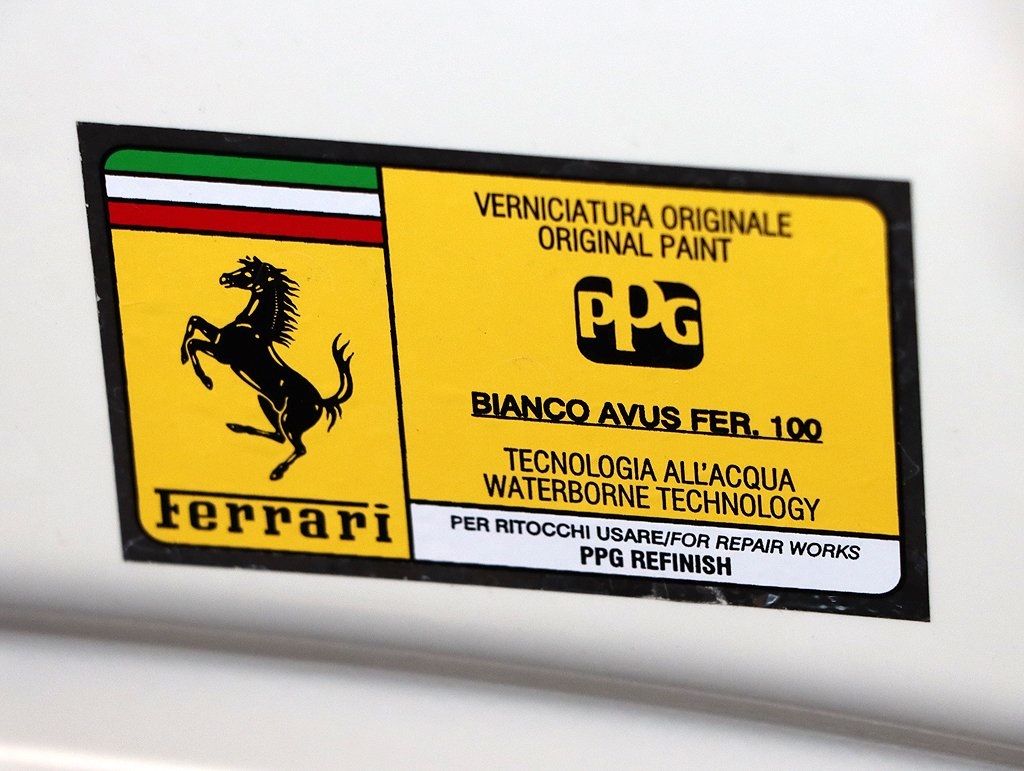 VERNICIATURA ORIGINALE
ORIGINAL PAINT
PPG
BIANCO AVUS FER. 100
TECNOLOGIA ALL'ACQUA
WATERBORNE TECHNOLOGY
PER RITOCCHI USARE/FOR REPAIR WORKS
PPG REFINISH
Ferrari